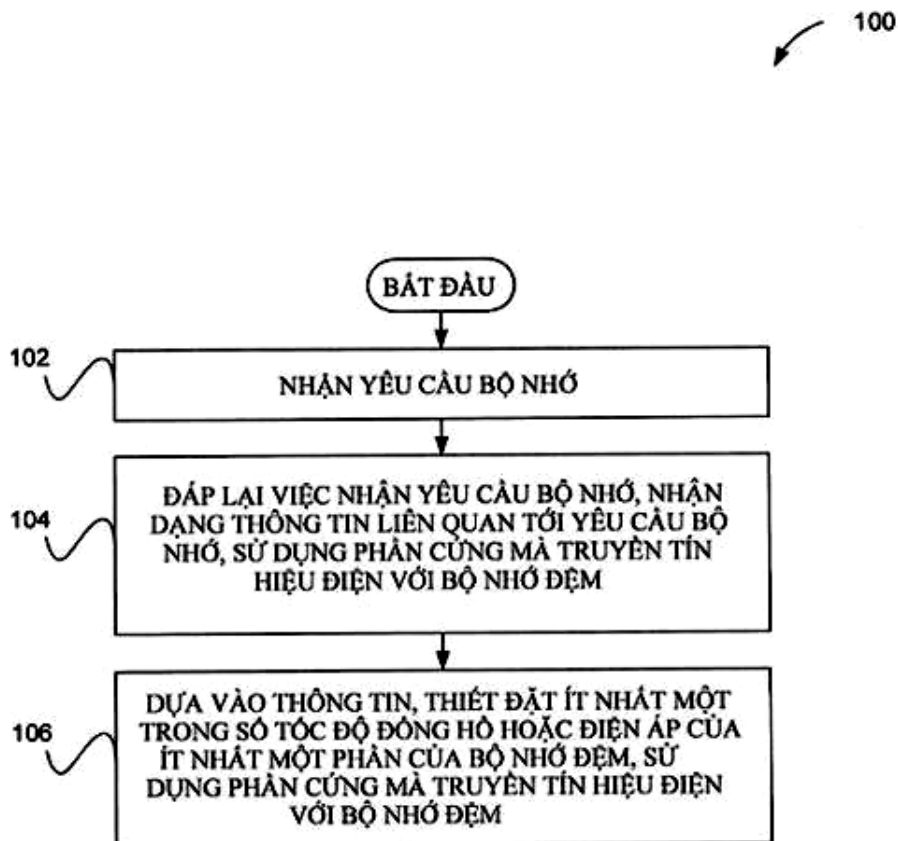 100
BẮT ĐẦU
102
NHẬN YÊU CẦU BỘ NHỚ
104
ĐÁP LẠI VIỆC NHẬN YÊU CẦU BỘ NHỚ, NHẬN
DẠNG THÔNG TIN LIÊN QUAN TỚI YÊU CẦU BỘ
NHỚ, SỬ DỤNG PHẦN CỨNG MÀ TRUYỀN TÍN
HIỆU ĐIỆN VỚI BỘ NHỚ ĐỆM
106
DỰA VÀO THÔNG TIN, THIẾT ĐẶT ÍT NHẤT MỘT
TRONG SỐ TỐC ĐỘ ĐỒNG HỒ HOẶC ĐIỆN ÁP CỦA
ÍT NHẤT MỘT PHẦN CỦA BỘ NHỚ ĐỆM, SỬ
DỤNG PHẦN CỨNG MÀ TRUYỀN TÍN HIỆU ĐIỆN
VỚI BỘ NHỚ ĐỆM